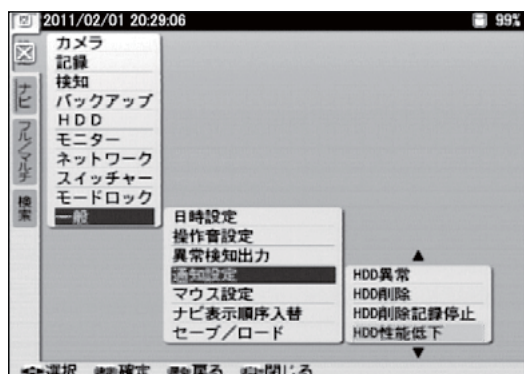 2011/02/01 20:29:06
99%
ナビ
フル/マルチ
検索
カメラ
記録
検知
バックアップ
HDD
モニター
ネットワーク
スイッチャー
モードロック
一般
日時設定
操作音設定
異常検知出力
通知設定
マウス設定
ナビ表示順序入替
セーブ/ロード
▲
HDD異常
HDD削除
HDD削除記録停止
HDD性能低下
▼
選択 確定 戻る 閉じる